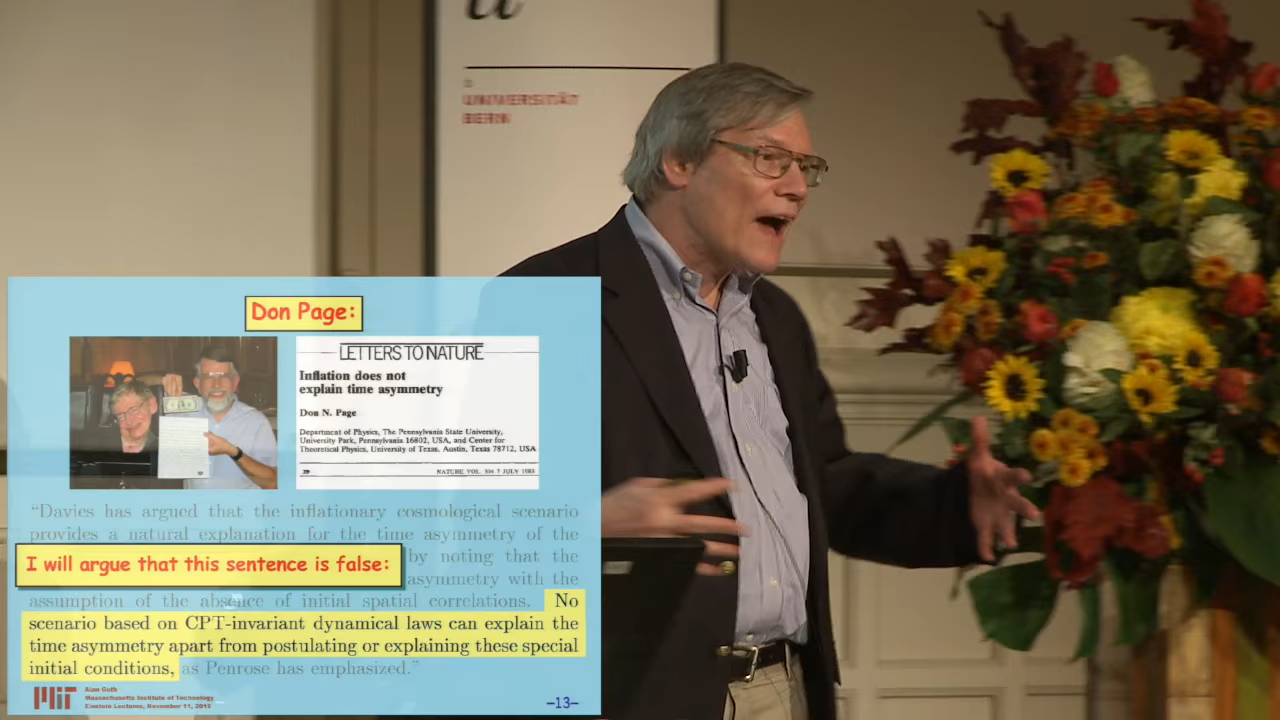 u
b
UNIVERSITÄT
BERN
Don Page:
LETTERS TO NATURE
Inflation does not
explain time asymmetry
Don N. Page
Department of Physics, The Pennsylvania State University,
University Park, Pennsylvania 16802, USA, and Center for
Theoretical Physics, University of Texas, Austin, Texas 78712, USA
39
NATURE VOL. 304 7 JULY 1983
“Davies has argued that the inflationary cosmological scenario
provides a natural explanation for the time asymmetry of the
by noting that the
I will argue that this sentence is false:
asymmetry with the
assumption of the absence of initial spatial correlations. No
scenario based on CPT-invariant dynamical laws can explain the
time asymmetry apart from postulating or explaining these special
initial conditions, as Penrose has emphasized.”
MIT
Alan Guth
Massachusetts Institute of Technology
Einstein Lectures, November 11, 2013
–13–